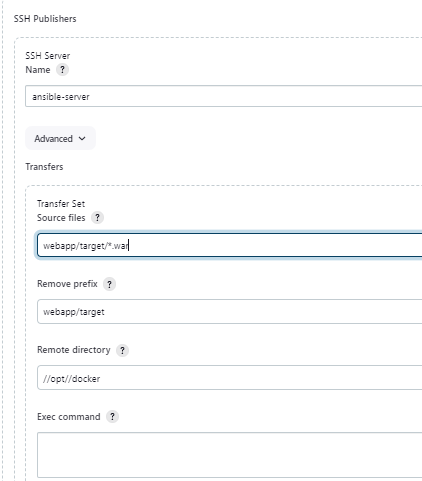 SSH Publishers
SSH Server
Name ?
ansible-server
Advanced
Transfers
Transfer Set
Source files ?
webapp/target/*.war
Remove prefix ?
webapp/target
Remote directory ?
//opt//docker
Exec command ?